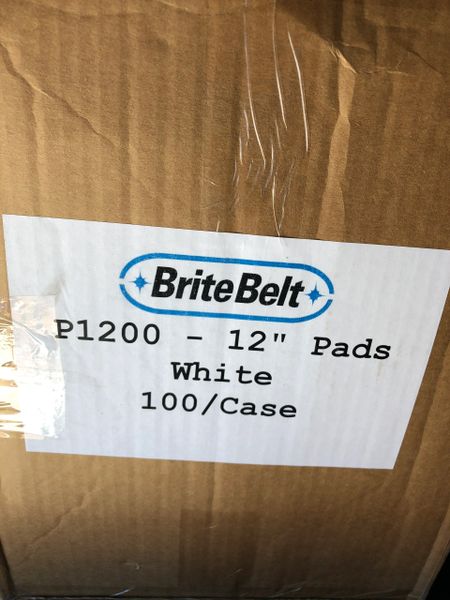 BriteBelt
P1200 - 12" Pads
White
100/Case